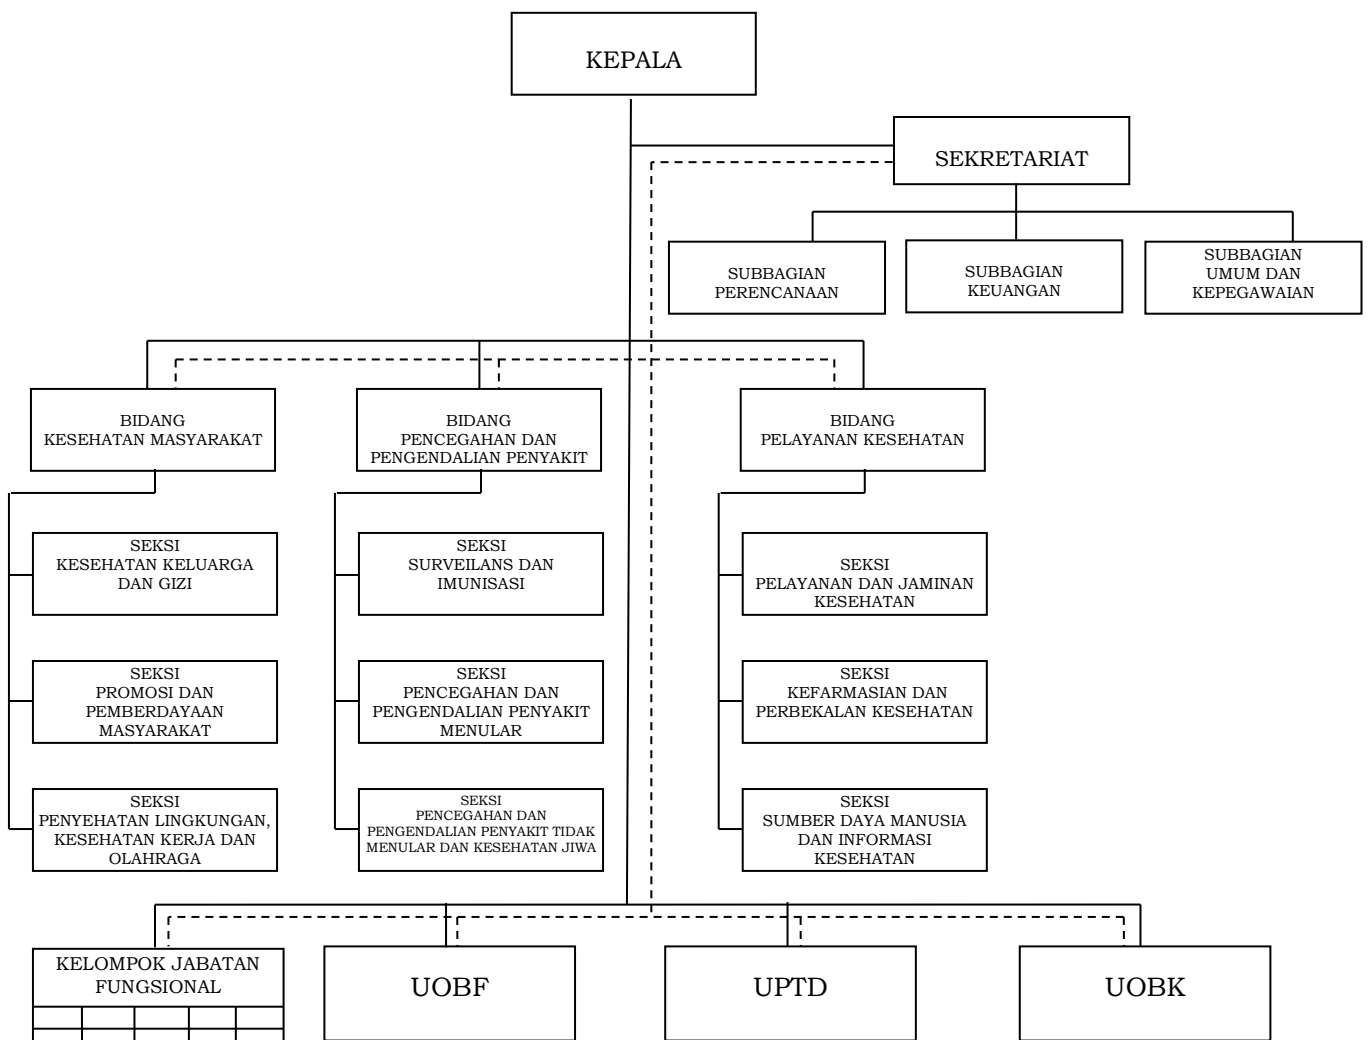 KEPALA
SEKRETARIAT
SUBBAGIAN
PERENCANAAN
SUBBAGIAN
KEUANGAN
SUBBAGIAN
UMUM DAN
KEPEGAWAIAN
BIDANG
KESEHATAN MASYARAKAT
BIDANG
PENCEGAHAN DAN
PENGENDALIAN PENYAKIT
BIDANG
PELAYANAN KESEHATAN
SEKSI
KESEHATAN KELUARGA
DAN GIZI
SEKSI
SURVEILANS DAN
IMUNISASI
SEKSI
PELAYANAN DAN JAMINAN
KESEHATAN
SEKSI
PROMOSI DAN
PEMBERDAYAAN
MASYARAKAT
SEKSI
PENCEGAHAN DAN
PENGENDALIAN PENYAKIT
MENULAR
SEKSI
KEFARMASIAN DAN
PERBEKALAN KESEHATAN
SEKSI
PENYEHATAN LINGKUNGAN,
KESEHATAN KERJA DAN
OLAHRAGA
SEKSI
PENCEGAHAN DAN
PENGENDALIAN PENYAKIT TIDAK
MENULAR DAN KESEHATAN JIWA
SEKSI
SUMBER DAYA MANUSIA
DAN INFORMASI
KESEHATAN
KELOMPOK JABATAN
FUNGSIONAL
UOBF
UPTD
UOBK